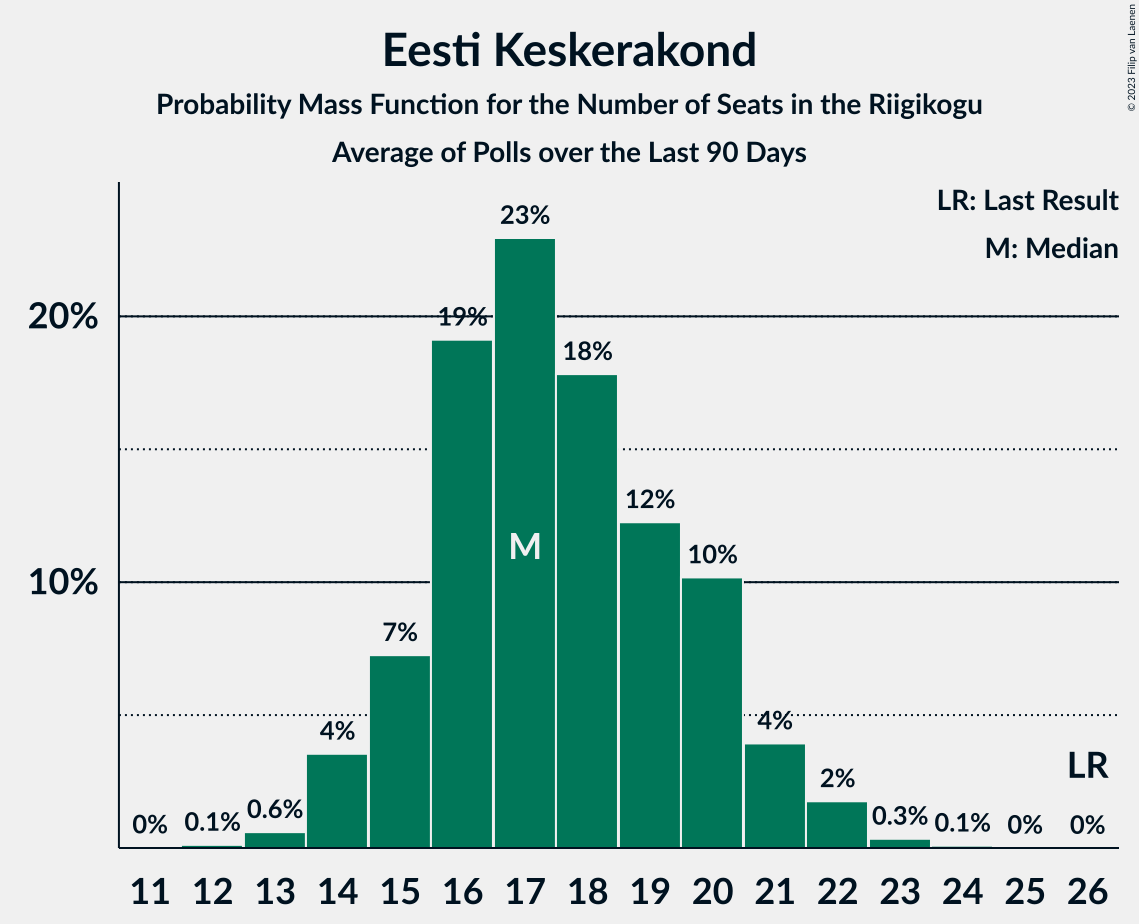 Eesti Keskerakond
Probability Mass Function for the Number of Seats in the Riigikogu
Average of Polls over the Last 90 Days
© 2023 Filip van Laenen
LR: Last Result
M: Median
20%
10%
0%
0.1%
0.6%
4%
7%
19%
23%
18%
12%
10%
4%
2%
0.3%
0.1%
0%
0%
M
LR
11 12 13 14 15 16 17 18 19 20 21 22 23 24 25 26